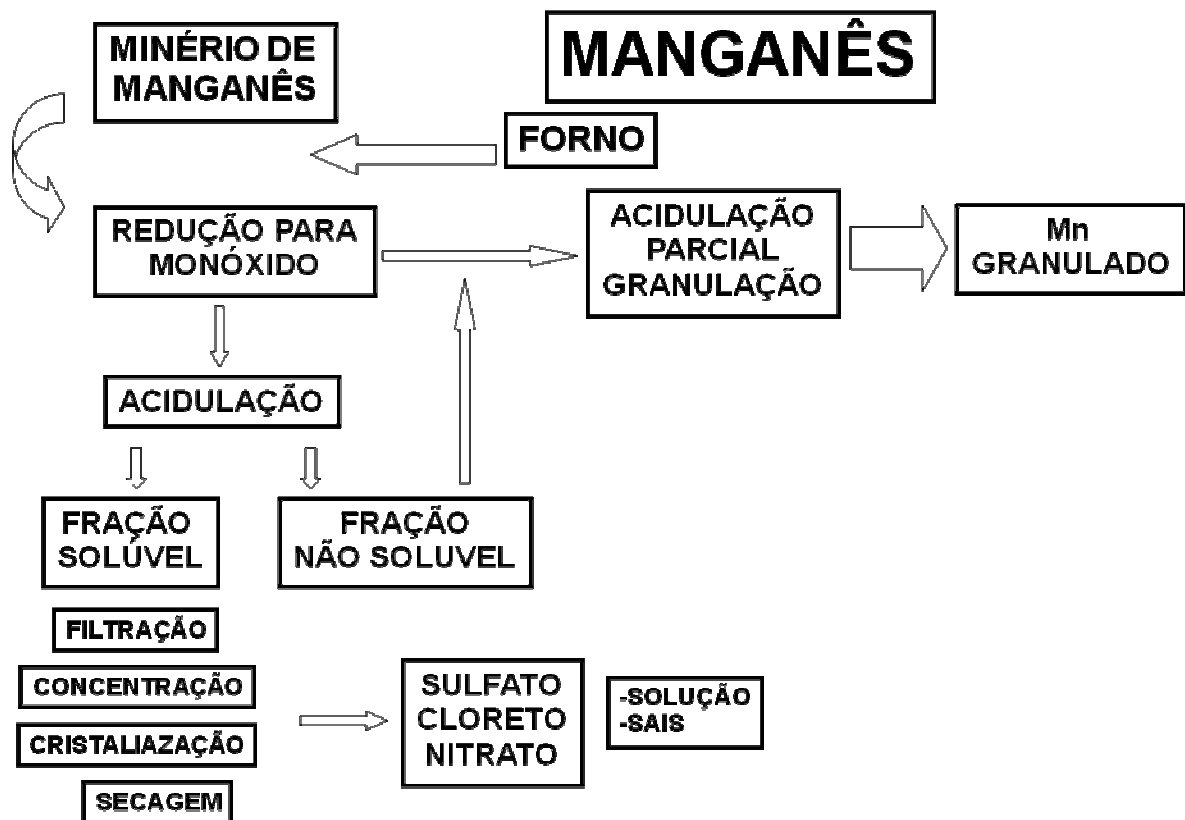 MINÉRIO DE
MANGANÊS
MANGANÊS
FORNO
REDUÇÃO PARA
MONÓXIDO
ACIDULAÇÃO
PARCIAL
GRANULAÇÃO
Mn
GRANULADO
ACIDULAÇÃO
FRAÇÃO
SOLÚVEL
FRAÇÃO
NÃO SOLUVEL
FILTRAÇÃO
CONCENTRAÇÃO
CRISTALIAZAÇÃO
SECAGEM
SULFATO
CLORETO
NITRATO
-SOLUÇÃO
-SAIS